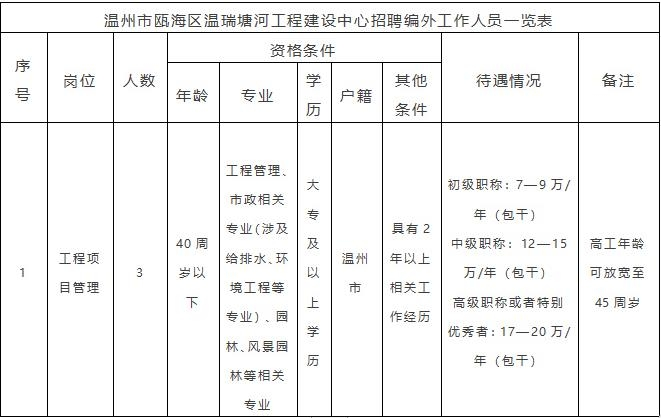 温州市瓯海区温瑞塘河工程建设中心招聘编外工作人员一览表
序号
岗位
人数
资格条件
年龄
专业
学历
户籍
其他
条件
待遇情况
备注
1
工程项
目管理
3
40周
岁以
下
工程管理、
市政相关
专业(涉及
给排水、环
境工程等
专业)、园
林、风景园
林等相关
专业
大
专
及
以
上
学
历
温州
市
具有2
年以上
相关工
作经历
初级职称：7—9万/
年（包干）
中级职称：12—15
万/年（包干）
高级职称或者特别
优秀者：17—20万/
年（包干）
高工年龄
可放宽至
45周岁